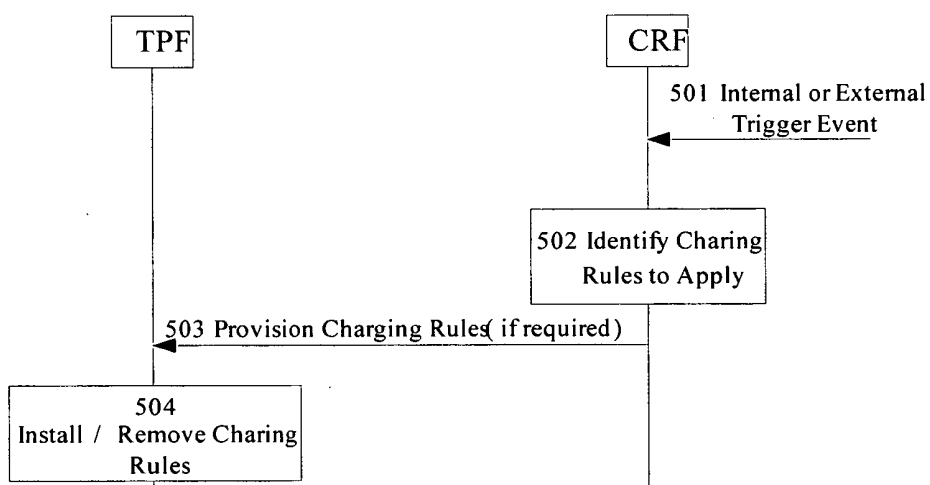 TPF
CRF
501 Internal or External
Trigger Event
502 Identify Charing
Rules to Apply
503 Provision Charging Rules( if required )
504
Install / Remove Charing
Rules